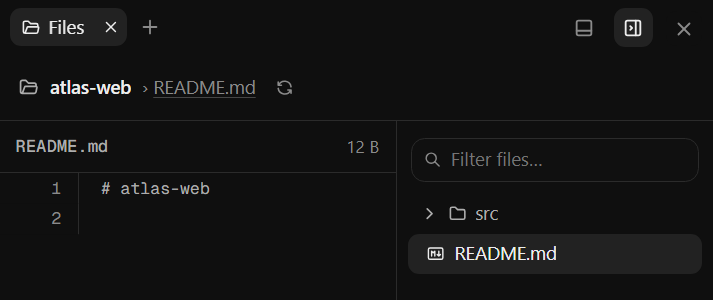 Files
atlas-web › README.md
README.md 12 B
1 # atlas-web
2
Filter files...
src
README.md